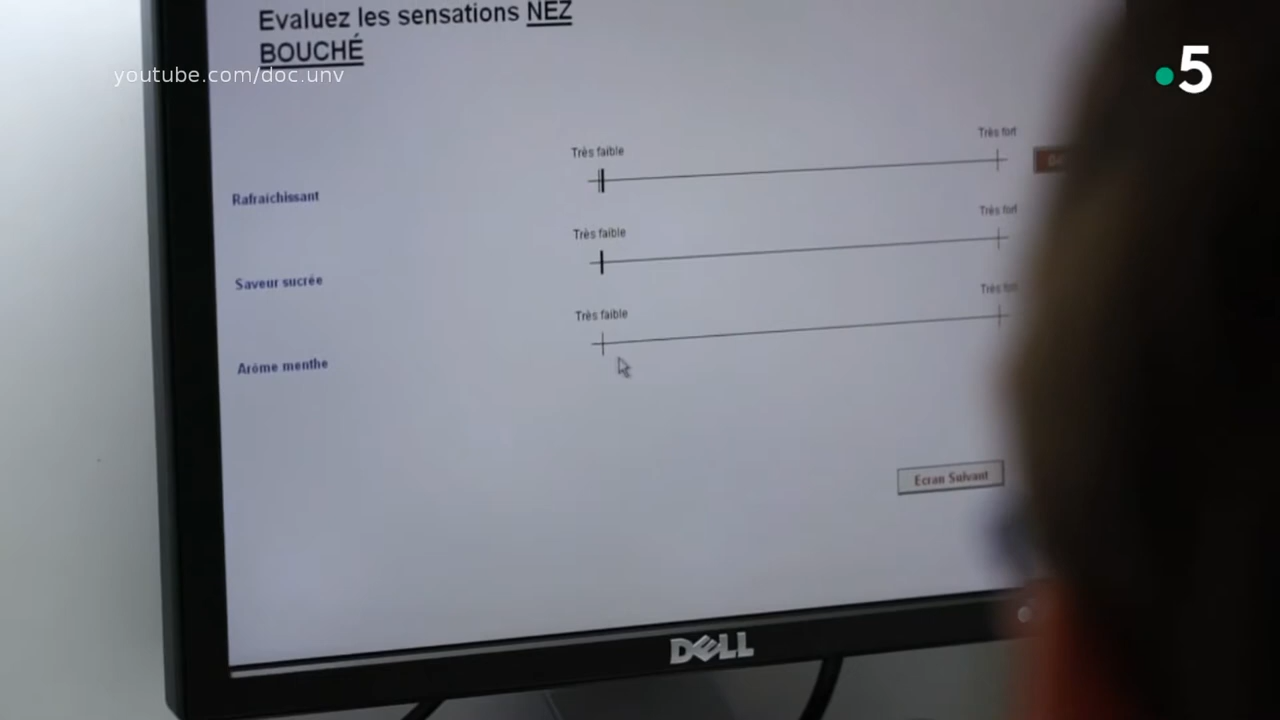 Evaluez les sensations NEZ
BOUCHÉ
youtube.com/doc.unv
5
Très fort
Très faible
Rafraîchissant
Très fort
Très faible
Saveur sucrée
Très fort
Très faible
Arôme menthe
Ecran Suivant
DELL